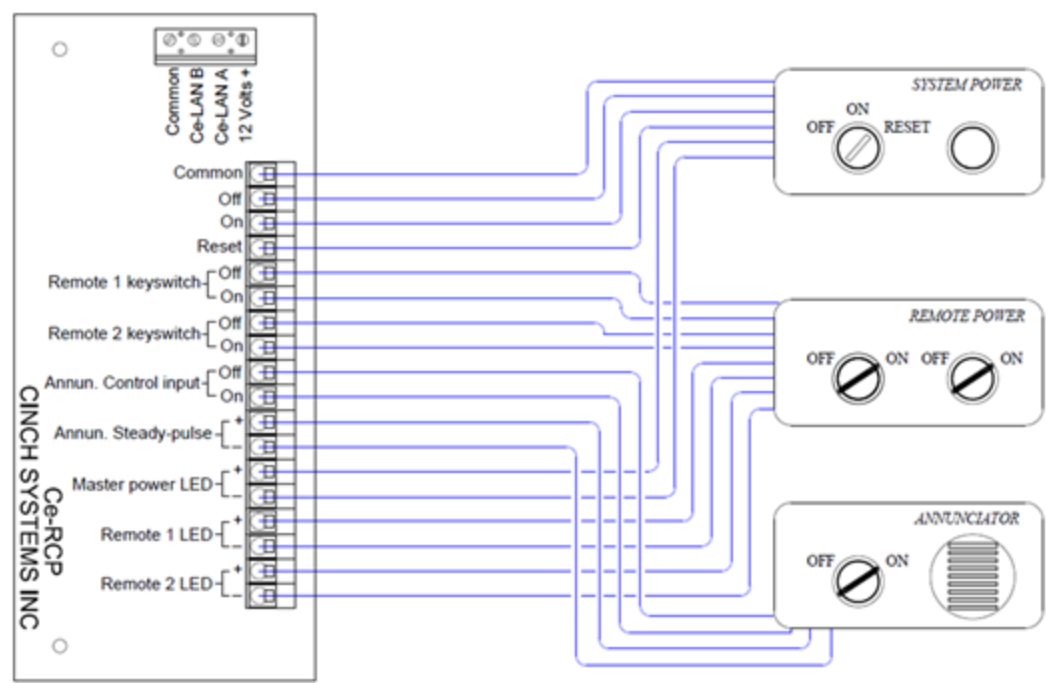 Common
Ce-LAN B
Ce-LAN A
12 Volts +
Common
Off
On
Reset
Remote 1 keyswitch
Off
On
Remote 2 keyswitch
Off
On
Annun. Control input
Off
On
Annun. Steady-pulse
+
−
Master power LED
+
−
Remote 1 LED
+
−
Remote 2 LED
+
−
Ce-RCP
CINCH SYSTEMS INC
SYSTEM POWER
ON
OFF
RESET
REMOTE POWER
OFF
ON
OFF
ON
ANNUNCIATOR
OFF
ON